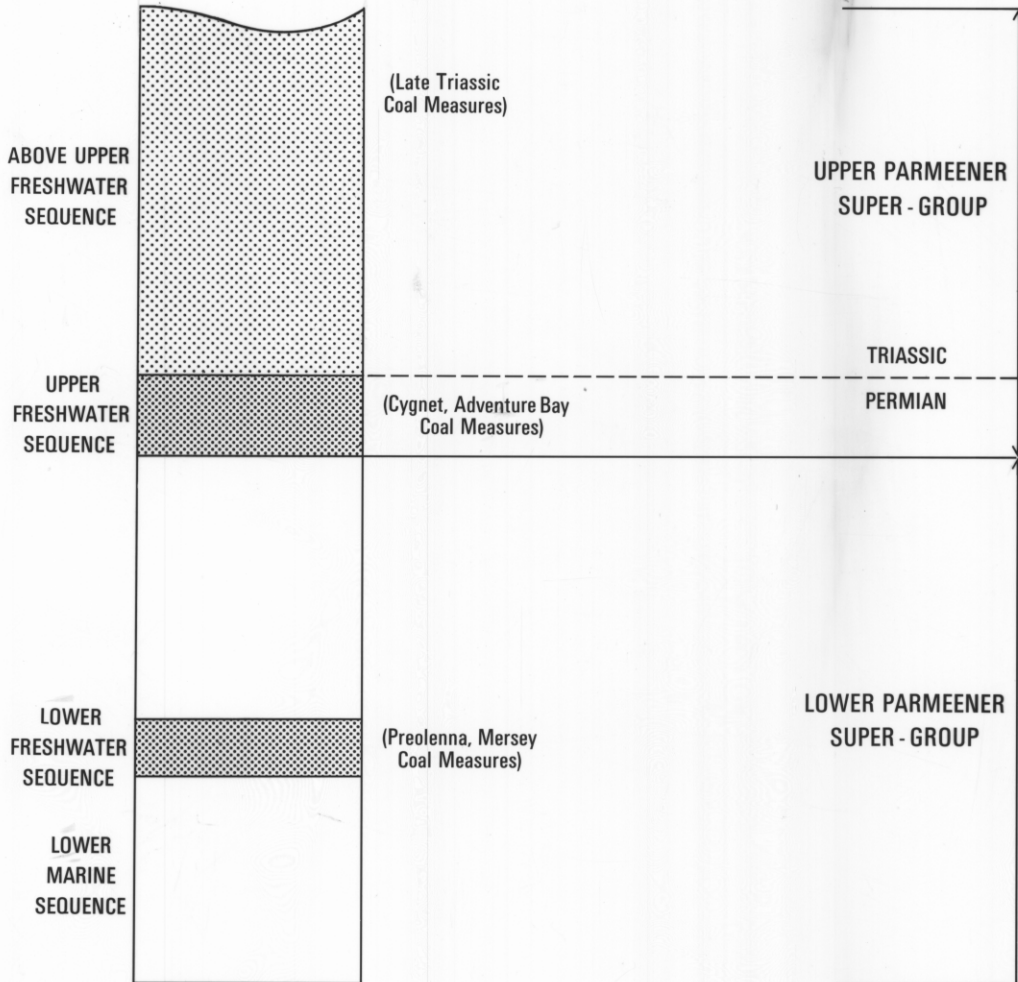 (Late Triassic
Coal Measures)
ABOVE UPPER
FRESHWATER
SEQUENCE
UPPER PARMEENER
SUPER - GROUP
TRIASSIC
UPPER
FRESHWATER
SEQUENCE
(Cygnet, Adventure Bay
Coal Measures)
PERMIAN
LOWER
FRESHWATER
SEQUENCE
(Preolenna, Mersey
Coal Measures)
LOWER PARMEENER
SUPER - GROUP
LOWER
MARINE
SEQUENCE